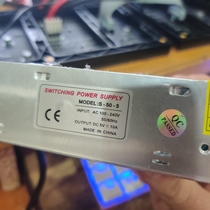 SWITCHING POWER SUPPLY
MODEL: S-50-5
INPUT: AC 100-240V
50/60Hz
OUTPUT: DC 5V 10A
MADE IN CHINA
QC
PASSED